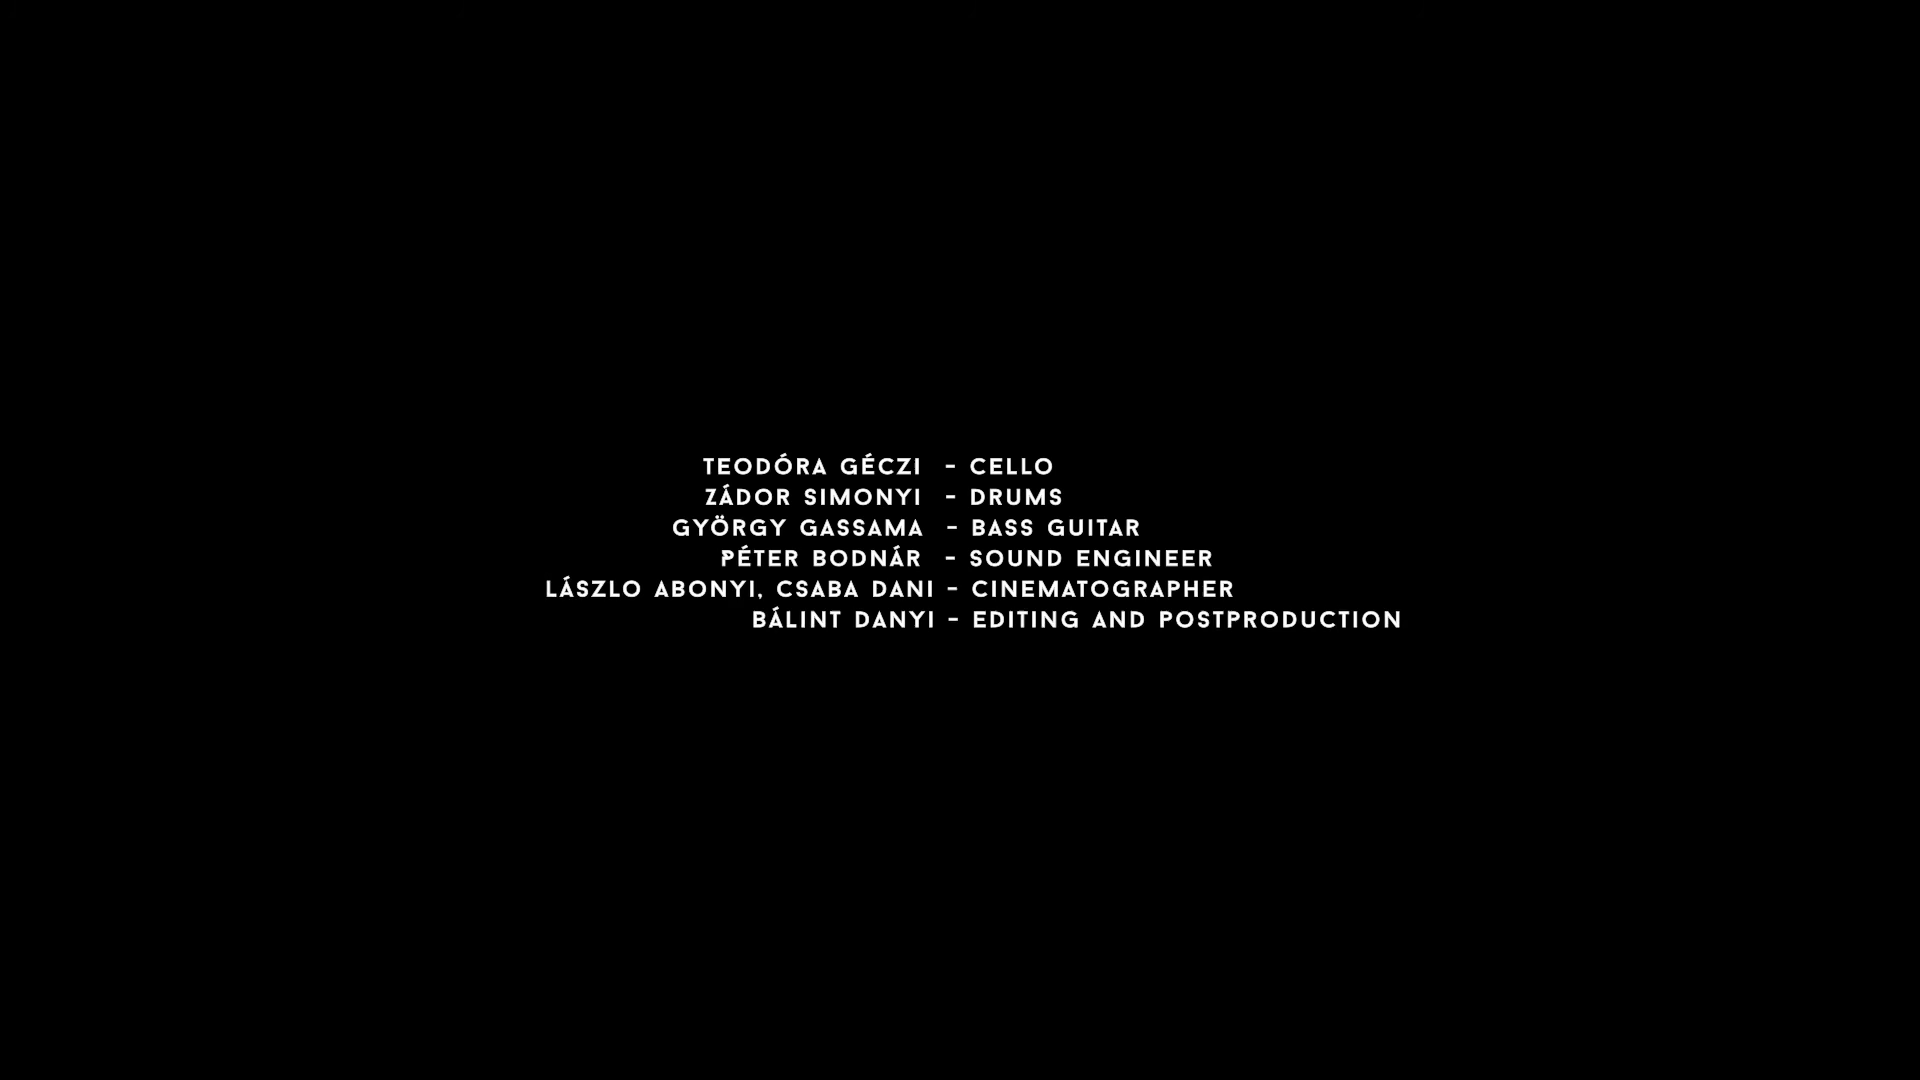 TEODÓRA GÉCZI - CELLO
ZÁDOR SIMONYI - DRUMS
GYÖRGY GASSAMA - BASS GUITAR
PÉTER BODNÁR - SOUND ENGINEER
LÁSZLO ABONYI, CSABA DANI - CINEMATOGRAPHER
BÁLINT DANYI - EDITING AND POSTPRODUCTION